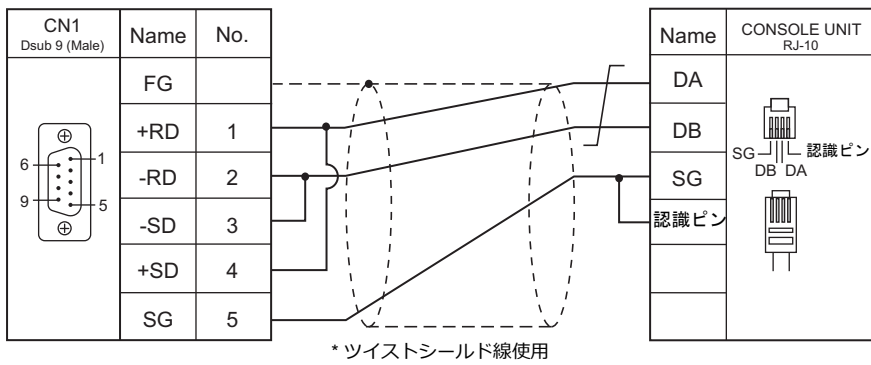 CN1
Dsub 9 (Male)
Name
No.
FG
+RD
1
-RD
2
-SD
3
+SD
4
SG
5
6
1
9
5
Name
CONSOLE UNIT
RJ-10
DA
DB
SG
認識ピン
SG
認識ピン
DB DA
* ツイストシールド線使用